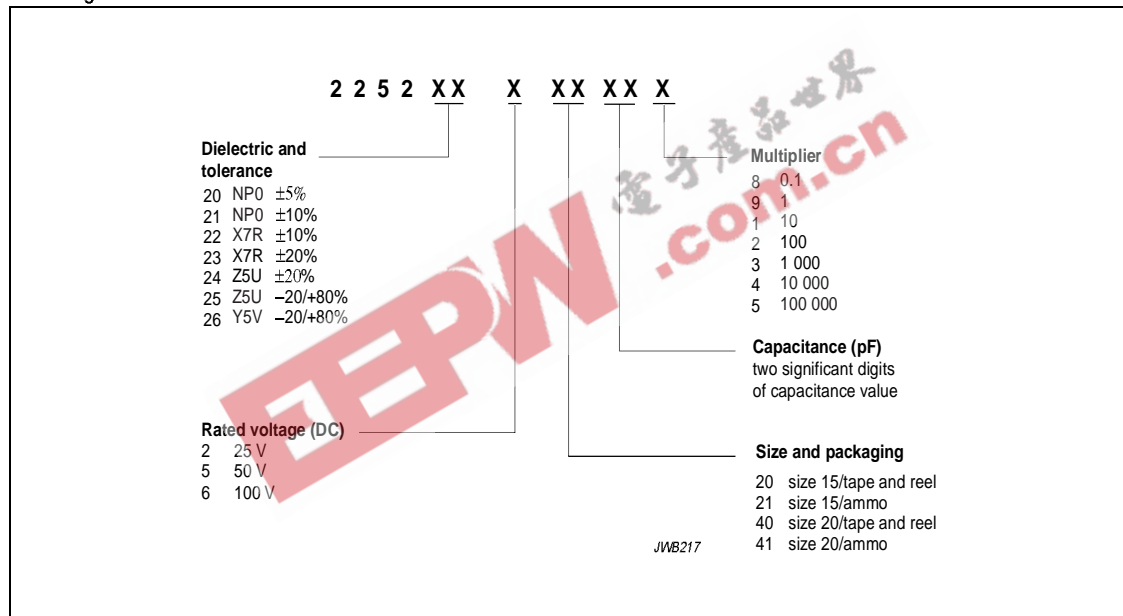 2 2 5 2 X X X X X X X X
Dielectric and
tolerance
20 NP0 ±5%
21 NP0 ±10%
22 X7R ±10%
23 X7R ±20%
24 Z5U ±20%
25 Z5U –20/+80%
26 Y5V –20/+80%
Rated voltage (DC)
2 25 V
5 50 V
6 100 V
Multiplier
8 0.1
9 1
1 10
2 100
3 1 000
4 10 000
5 100 000
Capacitance (pF)
two significant digits
of capacitance value
Size and packaging
20 size 15/tape and reel
21 size 15/ammo
40 size 20/tape and reel
41 size 20/ammo
JWB217
EEPW
.com.cn
電子產品世界